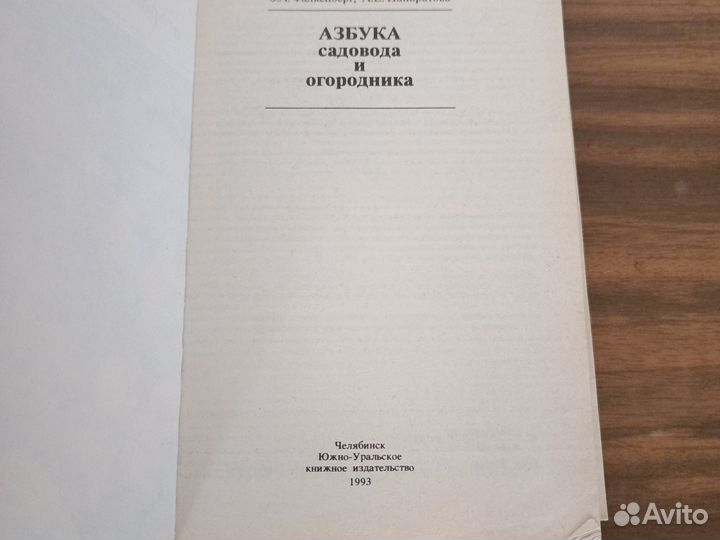 АЗБУКА
садовода
и
огородника
Челябинск
Южно-Уральское
книжное издательство
1993
Avito